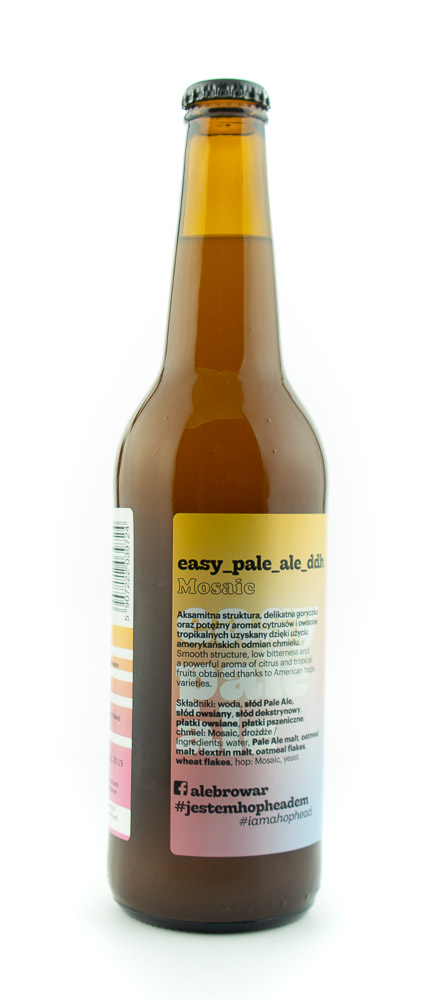 easy_pale_ale_ddh
Mosaic
Aksamitna struktura, delikatna goryczka
oraz potężny aromat cytrusów i owoców
tropikalnych uzyskany dzięki użyciu
amerykańskich odmian chmielu. /
Smooth structure, low bitterness and
a powerful aroma of citrus and tropical
fruits obtained thanks to American hops
varieties.
Składniki: woda, słód Pale Ale,
słód owsiany, słód dekstrynowy,
płatki owsiane, płatki pszeniczne,
chmiel: Mosaic, drożdże /
Ingredients: water, Pale Ale malt, oatmeal
malt, dextrin malt, oatmeal flakes,
wheat flakes, hop: Mosaic, yeast
alebrowar
#jestemhopheadem
#iamahophead
5 907222 039724